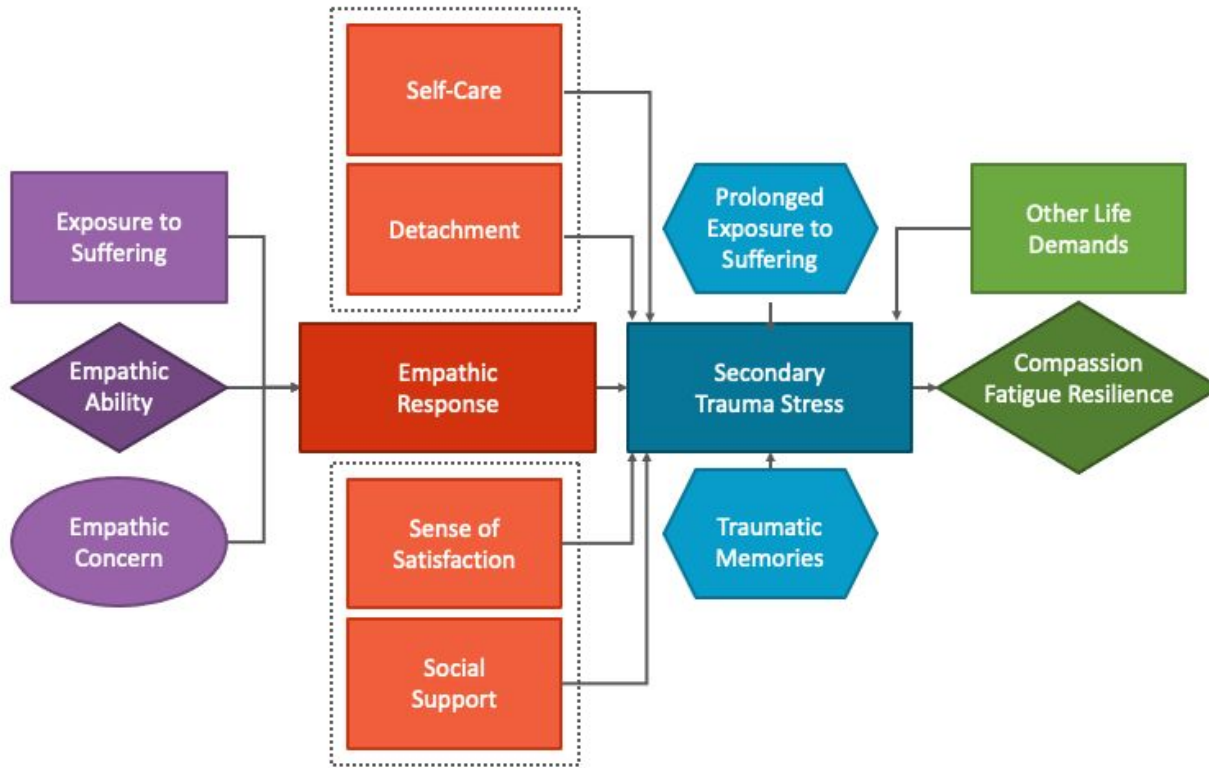 Self-Care
Detachment
Exposure to
Suffering
Empathic
Ability
Empathic
Concern
Empathic
Response
Sense of
Satisfaction
Social
Support
Prolonged
Exposure to
Suffering
Secondary
Trauma Stress
Traumatic
Memories
Other Life
Demands
Compassion
Fatigue Resilience